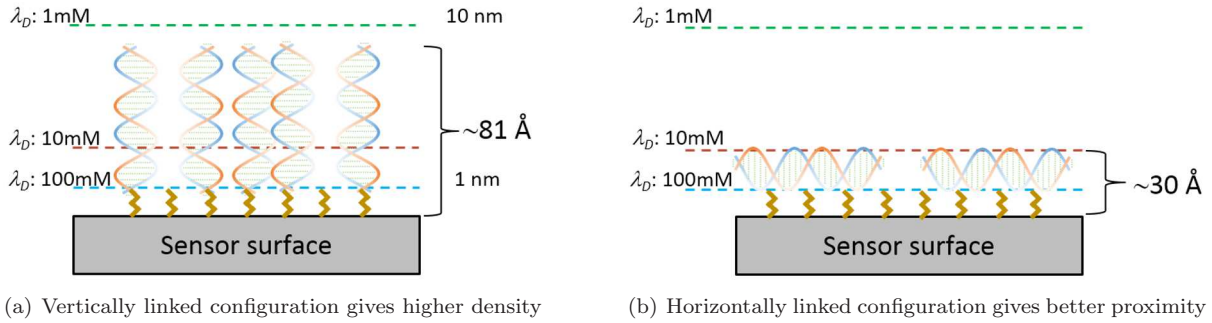 λD: 1mM
10 nm
λD: 10mM
~81 Å
λD: 100mM
1 nm
Sensor surface
(a) Vertically linked configuration gives higher density
λD: 1mM
λD: 10mM
λD: 100mM
~30 Å
Sensor surface
(b) Horizontally linked configuration gives better proximity